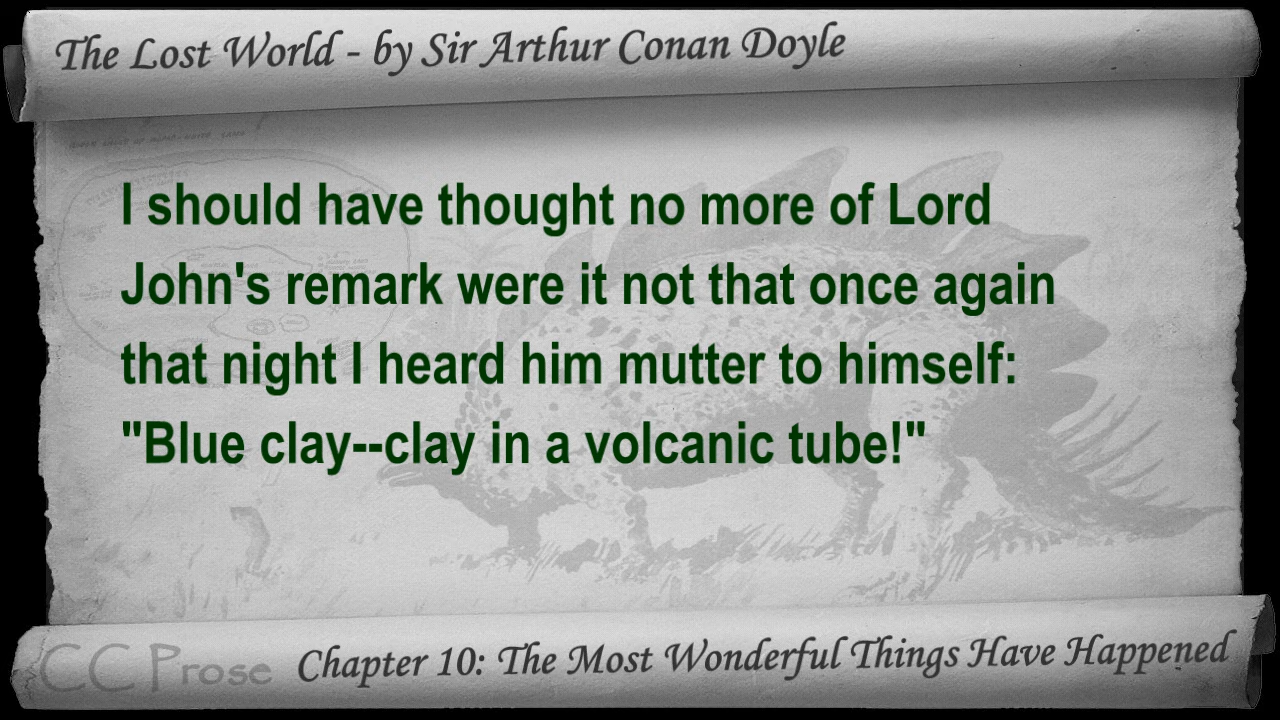 The Lost World - by Sir Arthur Conan Doyle
I should have thought no more of Lord
John's remark were it not that once again
that night I heard him mutter to himself:
"Blue clay--clay in a volcanic tube!"
CC Prose
Chapter 10: The Most Wonderful Things Have Happened